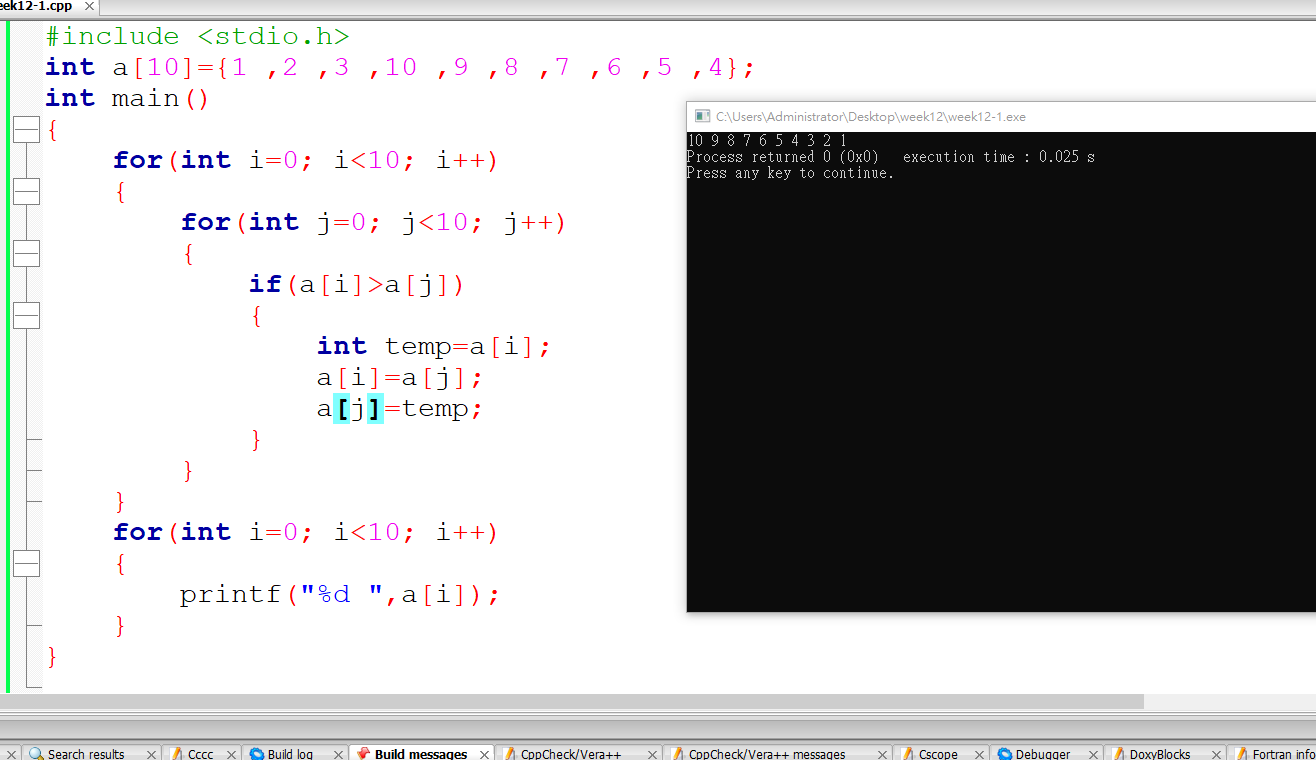 eek12-1.cpp
#include <stdio.h>
int a[10]={1 ,2 ,3 ,10 ,9 ,8 ,7 ,6 ,5 ,4};
int main()
{
for(int i=0; i<10; i++)
{
for(int j=0; j<10; j++)
{
if(a[i]>a[j])
{
int temp=a[i];
a[i]=a[j];
a[j]=temp;
}
}
}
for(int i=0; i<10; i++)
{
printf("%d ",a[i]);
}
}
C:\Users\Administrator\Desktop\week12\week12-1.exe
10 9 8 7 6 5 4 3 2 1
Process returned 0 (0x0)   execution time : 0.025 s
Press any key to continue.
Search results Cccc Build log Build messages CppCheck/Vera++ CppCheck/Vera++ messages Cscope Debugger DoxyBlocks Fortran info